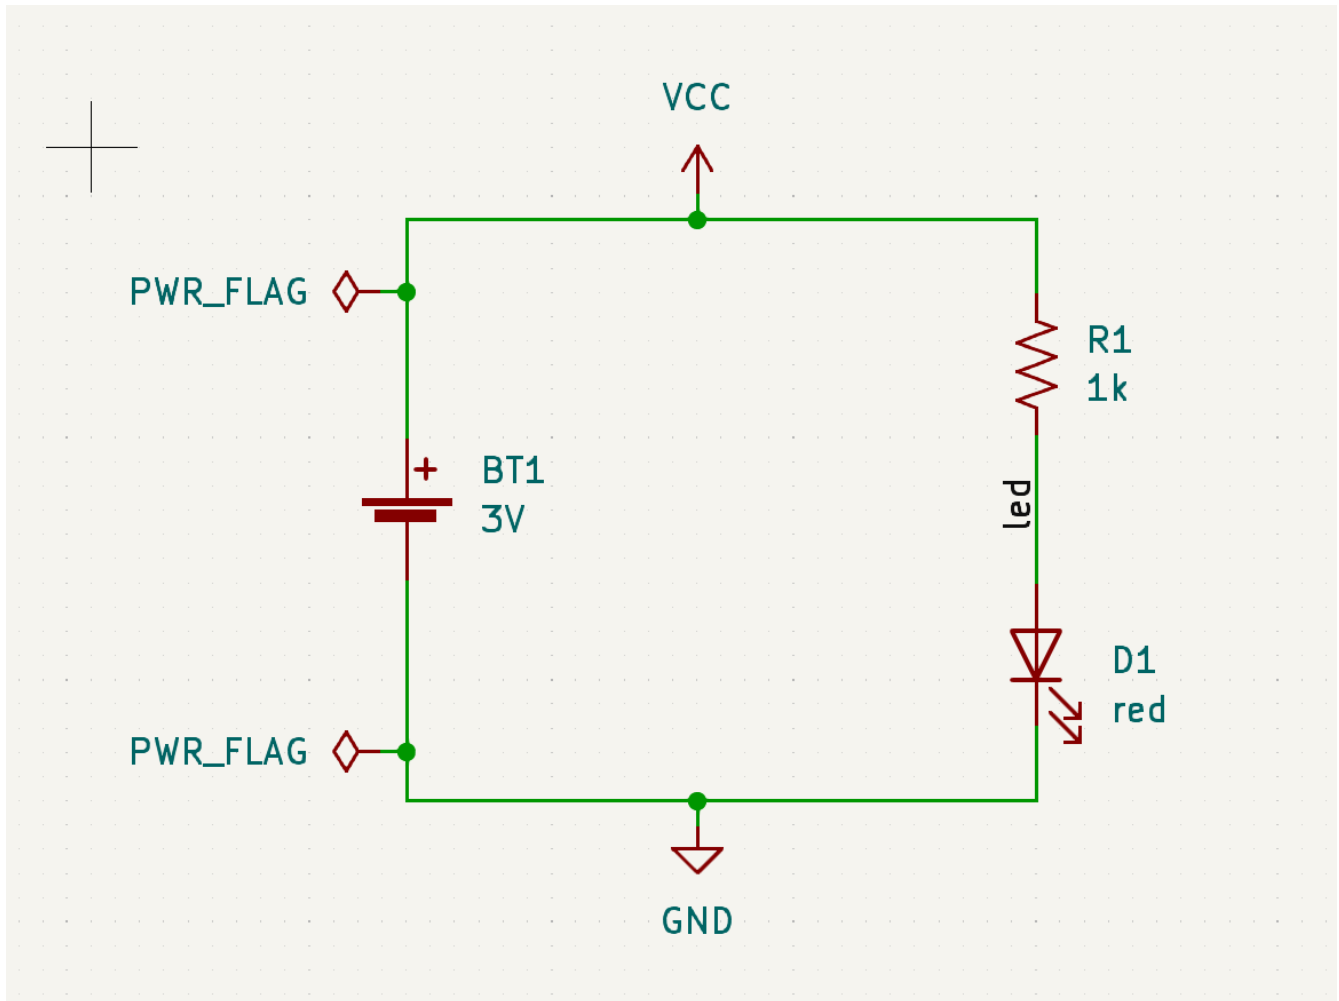 VCC
PWR_FLAG
R1
1k
+
BT1
3V
led
D1
red
PWR_FLAG
GND